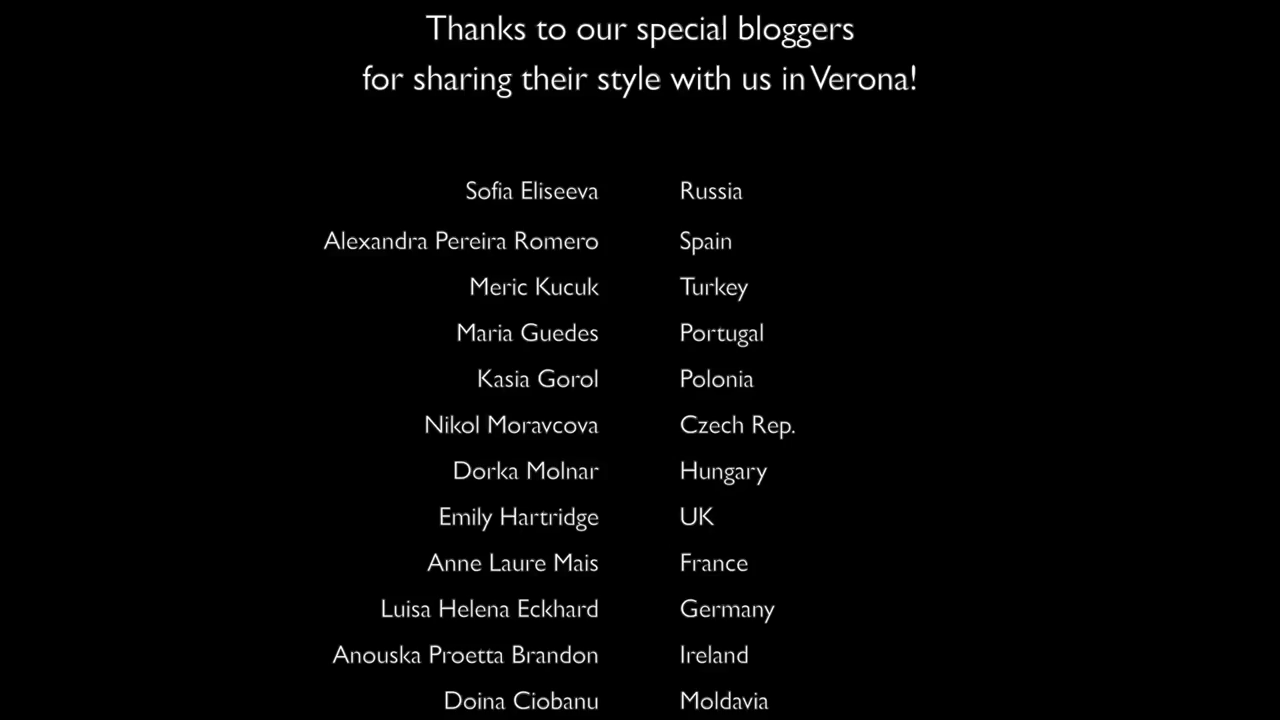 Thanks to our special bloggers
for sharing their style with us in Verona!
Sofia Eliseeva Russia
Alexandra Pereira Romero Spain
Meric Kucuk Turkey
Maria Guedes Portugal
Kasia Gorol Polonia
Nikol Moravcova Czech Rep.
Dorka Molnar Hungary
Emily Hartridge UK
Anne Laure Mais France
Luisa Helena Eckhard Germany
Anouska Proetta Brandon Ireland
Doina Ciobanu Moldavia